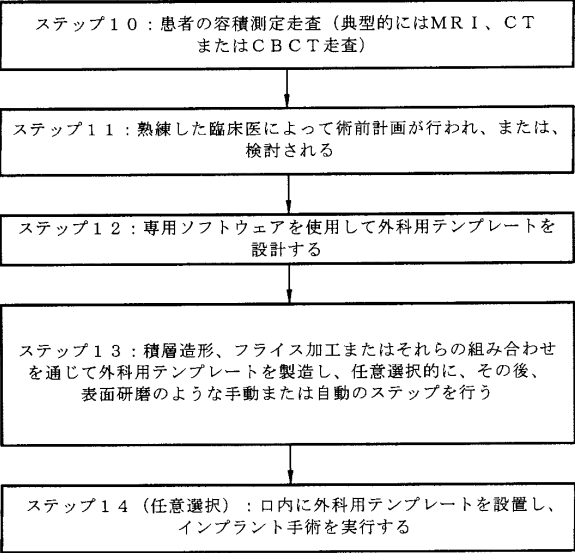 ステップ１０：患者の容積測定走査（典型的にはＭＲＩ、ＣＴ
またはＣＢＣＴ走査）
ステップ１１：熟練した臨床医によって術前計画が行われ、または、
検討される
ステップ１２：専用ソフトウェアを使用して外科用テンプレートを
設計する
ステップ１３：積層造形、フライス加工またはそれらの組み合わせ
を通じて外科用テンプレートを製造し、任意選択的に、その後、
表面研磨のような手動または自動のステップを行う
ステップ１４（任意選択）：口内に外科用テンプレートを設置し、
インプラント手術を実行する